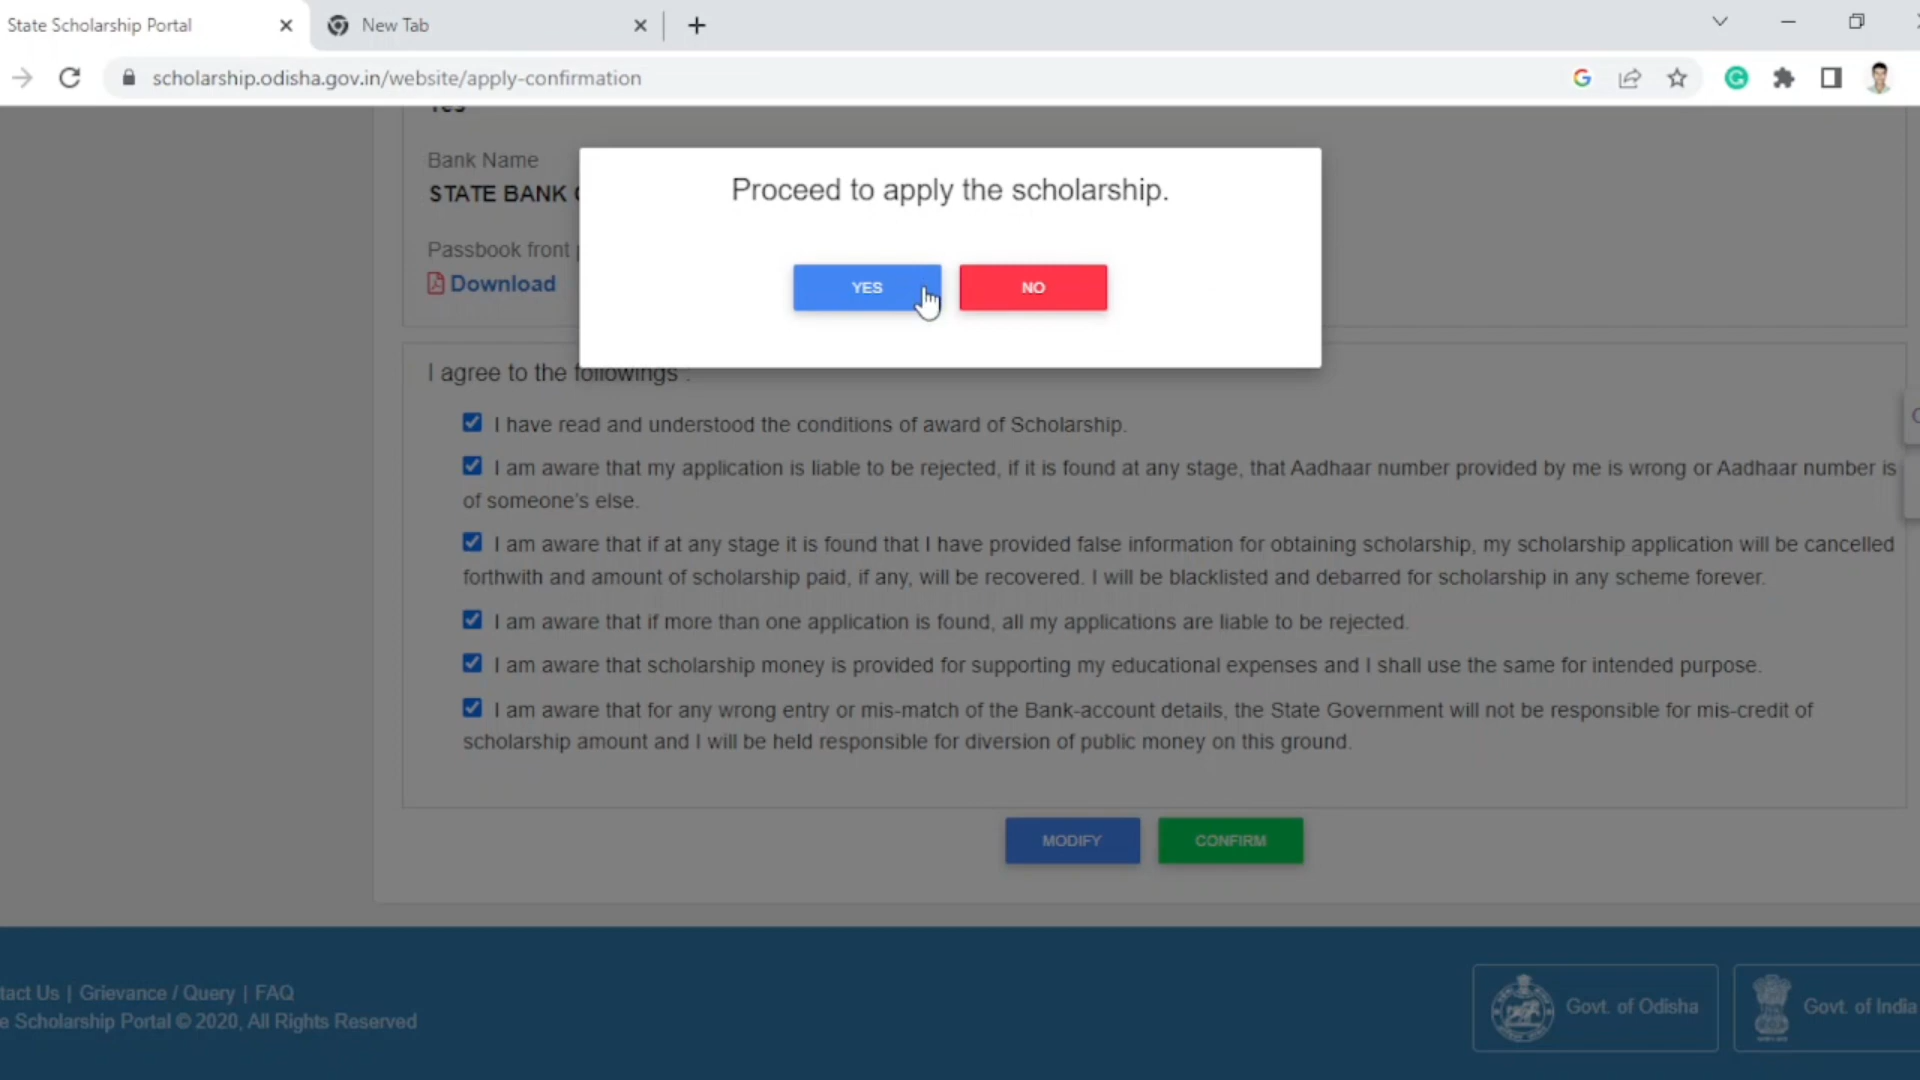 State Scholarship Portal
New Tab
scholarship.odisha.gov.in/website/apply-confirmation
Yes
Bank Name
STATE BANK
Passbook front
Download
Proceed to apply the scholarship.
YES
NO
I agree to the followings :
I have read and understood the conditions of award of Scholarship.
I am aware that my application is liable to be rejected, if it is found at any stage, that Aadhaar number provided by me is wrong or Aadhaar number is
of someone's else.
I am aware that if at any stage it is found that I have provided false information for obtaining scholarship, my scholarship application will be cancelled
forthwith and amount of scholarship paid, if any, will be recovered. I will be blacklisted and debarred for scholarship in any scheme forever.
I am aware that if more than one application is found, all my applications are liable to be rejected.
I am aware that scholarship money is provided for supporting my educational expenses and I shall use the same for intended purpose.
I am aware that for any wrong entry or mis-match of the Bank-account details, the State Government will not be responsible for mis-credit of
scholarship amount and I will be held responsible for diversion of public money on this ground.
MODIFY
CONFIRM
tact Us | Grievance / Query | FAQ
e Scholarship Portal © 2020, All Rights Reserved
Govt. of Odisha
Govt. of India